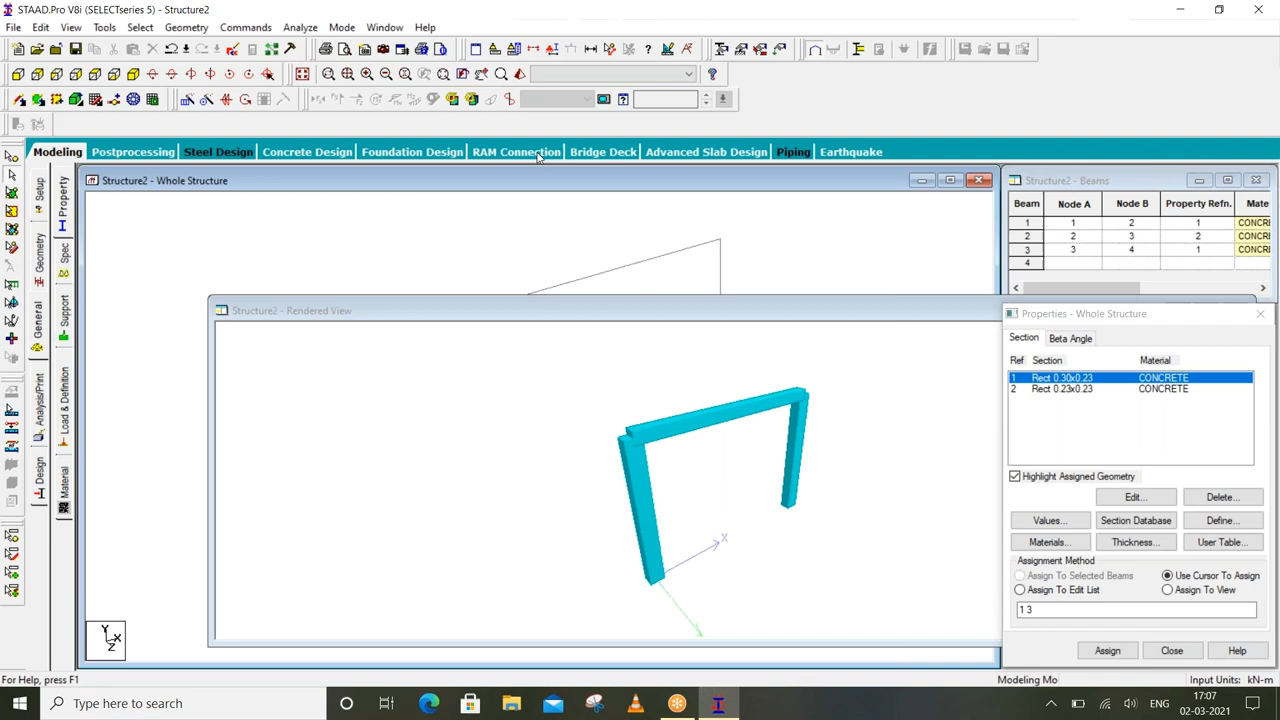 STAAD.Pro V8i (SELECTseries 5) - Structure2
File Edit View Tools Select Geometry Commands Analyze Mode Window Help
Modeling Postprocessing Steel Design Concrete Design Foundation Design RAM Connection Bridge Deck Advanced Slab Design Piping Earthquake
Structure2 - Whole Structure
Structure2 - Beams
Beam Node A Node B Property Refn. Mate
1 1 2 1 CONCRE
2 2 3 2 CONCRE
3 3 4 1 CONCRE
4
Setup
Geometry
General
Analysis/Print
Design
Property
Spec
Support
Load & Definition
Material
Structure2 - Rendered View
X
Y
X
Z
Properties - Whole Structure
Section Beta Angle
Ref Section Material
1 Rect 0.30x0.23 CONCRETE
2 Rect 0.23x0.23 CONCRETE
Highlight Assigned Geometry
Edit... Delete...
Values... Section Database Define...
Materials... Thickness... User Table...
Assignment Method
Assign To Selected Beams Use Cursor To Assign
Assign To Edit List Assign To View
1 3
Assign Close Help
For Help, press F1
Modeling Mo
Input Units: kN-m
Type here to search
ENG
17:07
02-03-2021